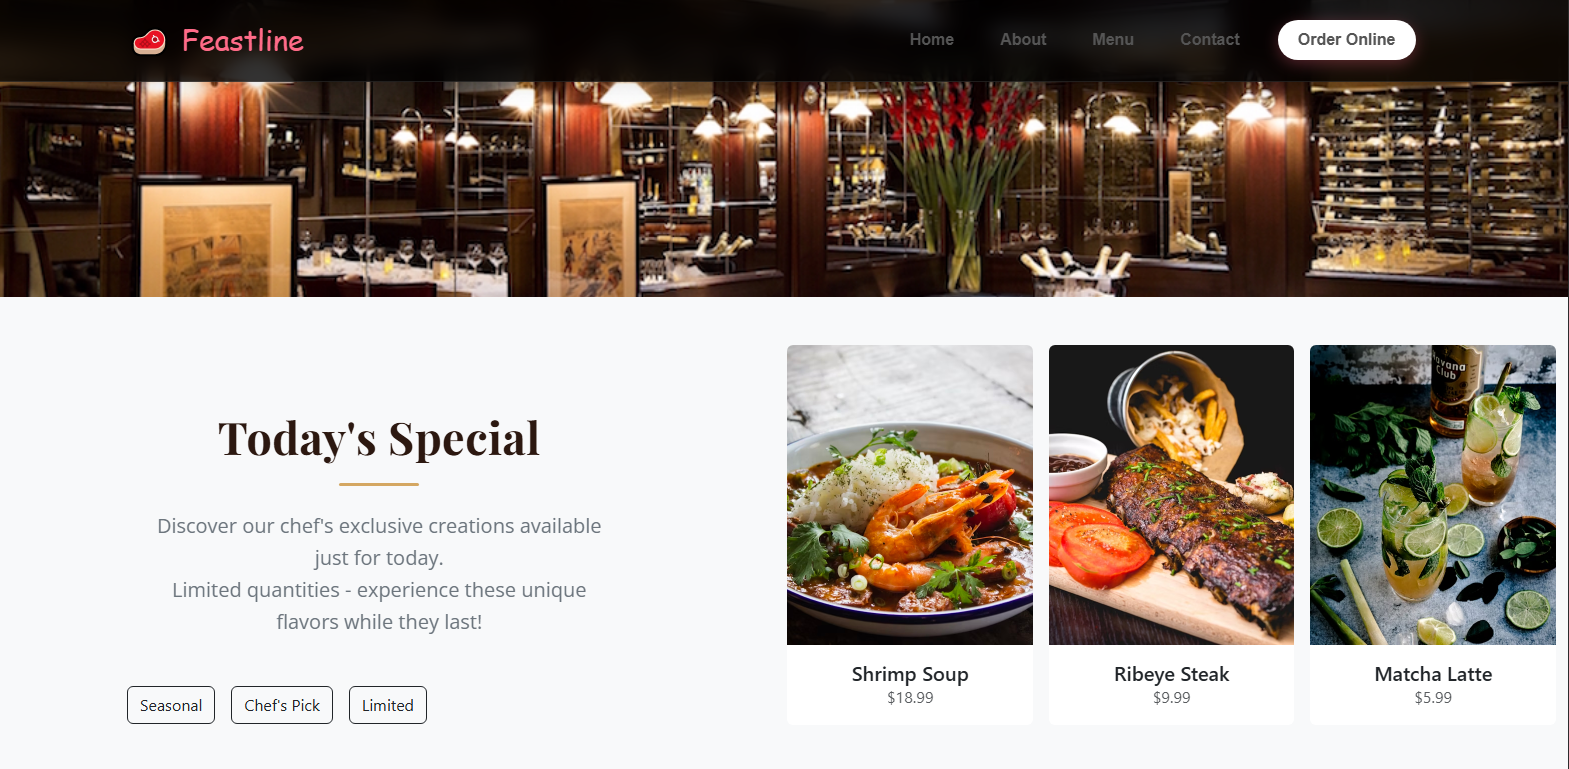 Feastline
Home About Menu Contact Order Online
Today's Special
Discover our chef's exclusive creations available
just for today.
Limited quantities - experience these unique
flavors while they last!
Seasonal Chef's Pick Limited
Havana
Club
Shrimp Soup
$18.99
Ribeye Steak
$9.99
Matcha Latte
$5.99